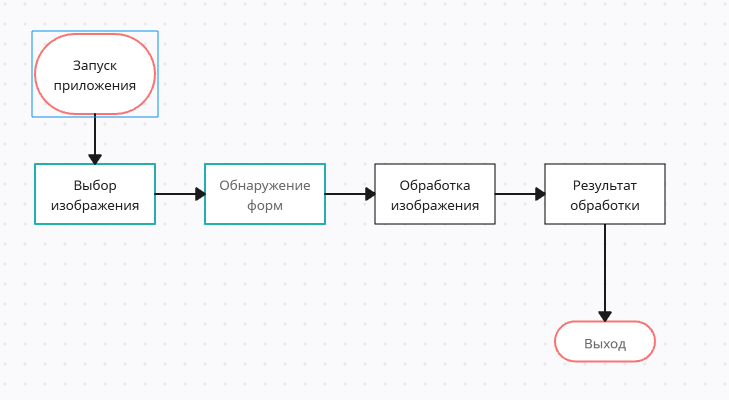 Запуск
приложения
Выбор
изображения
Обнаружение
форм
Обработка
изображения
Результат
обработки
Выход